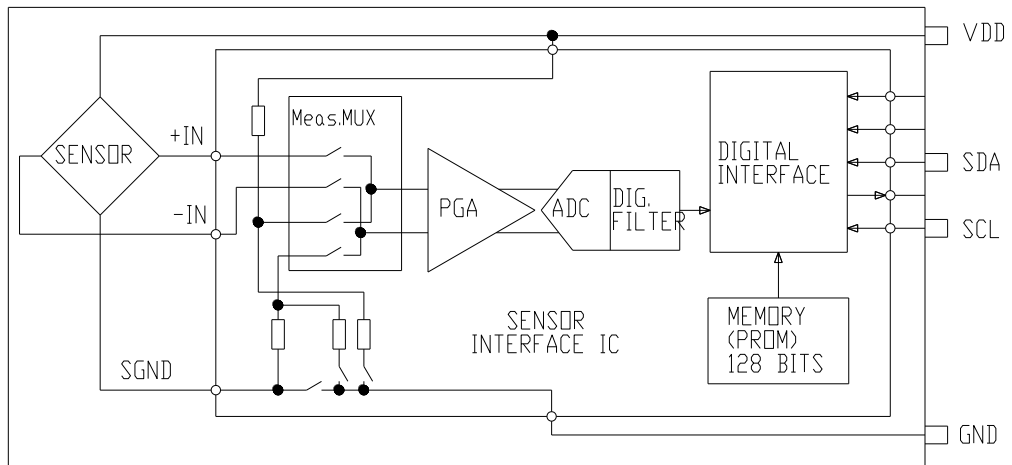 VDD
Meas.MUX
+IN
SENSOR
-IN
PGA
ADC
DIG.
FILTER
DIGITAL
INTERFACE
SDA
SCL
SENSOR
INTERFACE IC
MEMORY
(PROM)
128 BITS
SGND
GND